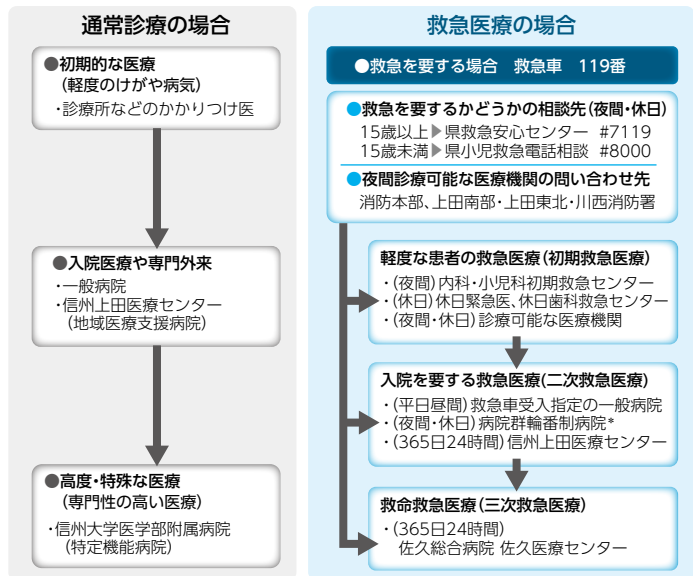 通常診療の場合
●初期的な医療
(軽度のけがや病気)
・診療所などのかかりつけ医
●入院医療や専門外来
・一般病院
・信州上田医療センター
(地域医療支援病院)
●高度・特殊な医療
(専門性の高い医療)
・信州大学医学部附属病院
(特定機能病院)
救急医療の場合
●救急を要する場合　救急車　119番
●救急を要するかどうかの相談先(夜間・休日)
15歳以上▶県救急安心センター　#7119
15歳未満▶県小児救急電話相談　#8000
●夜間診療可能な医療機関の問い合わせ先
消防本部、上田南部・上田東北・川西消防署
軽度な患者の救急医療(初期救急医療)
・(夜間)内科・小児科初期救急センター
・(休日)休日緊急医、休日歯科救急センター
・(夜間・休日)診療可能な医療機関
入院を要する救急医療(二次救急医療)
・(平日昼間)救急車受入指定の一般病院
・(夜間・休日)病院群輪番制病院*
・(365日24時間)信州上田医療センター
救命救急医療(三次救急医療)
・(365日24時間)
佐久総合病院 佐久医療センター